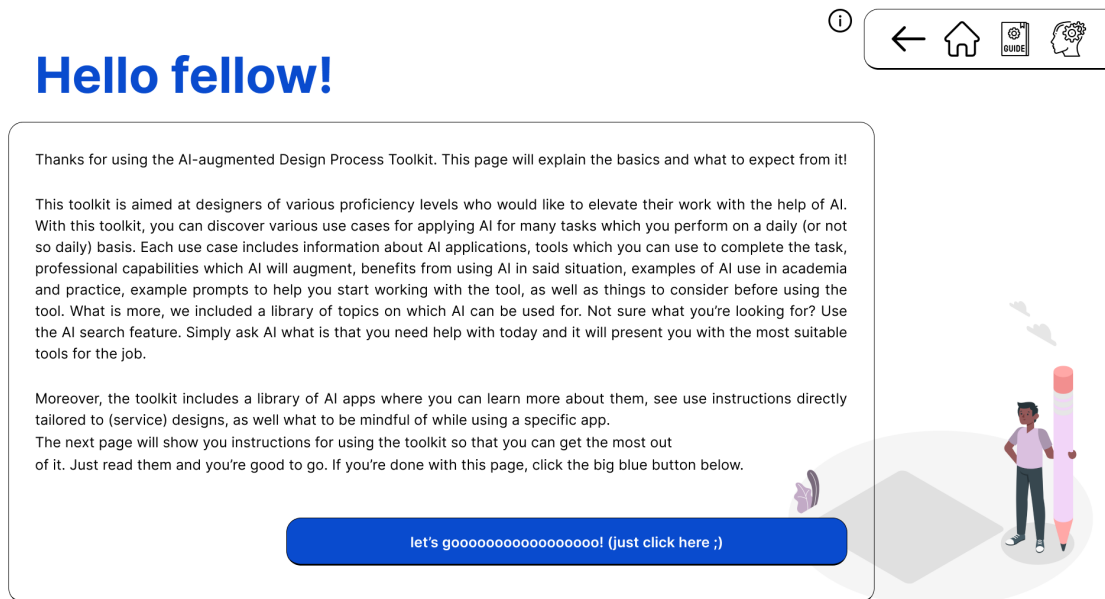 GUIDE
Hello fellow!
Thanks for using the AI-augmented Design Process Toolkit. This page will explain the basics and what to expect from it!
This toolkit is aimed at designers of various proficiency levels who would like to elevate their work with the help of AI.
With this toolkit, you can discover various use cases for applying AI for many tasks which you perform on a daily (or not
so daily) basis. Each use case includes information about AI applications, tools which you can use to complete the task,
professional capabilities which AI will augment, benefits from using AI in said situation, examples of AI use in academia
and practice, example prompts to help you start working with the tool, as well as things to consider before using the
tool. What is more, we included a library of topics on which AI can be used for. Not sure what you’re looking for? Use
the AI search feature. Simply ask AI what is that you need help with today and it will present you with the most suitable
tools for the job.
Moreover, the toolkit includes a library of AI apps where you can learn more about them, see use instructions directly
tailored to (service) designs, as well what to be mindful of while using a specific app.
The next page will show you instructions for using the toolkit so that you can get the most out
of it. Just read them and you’re good to go. If you’re done with this page, click the big blue button below.
let’s gooooooooooooooooo! (just click here ;)